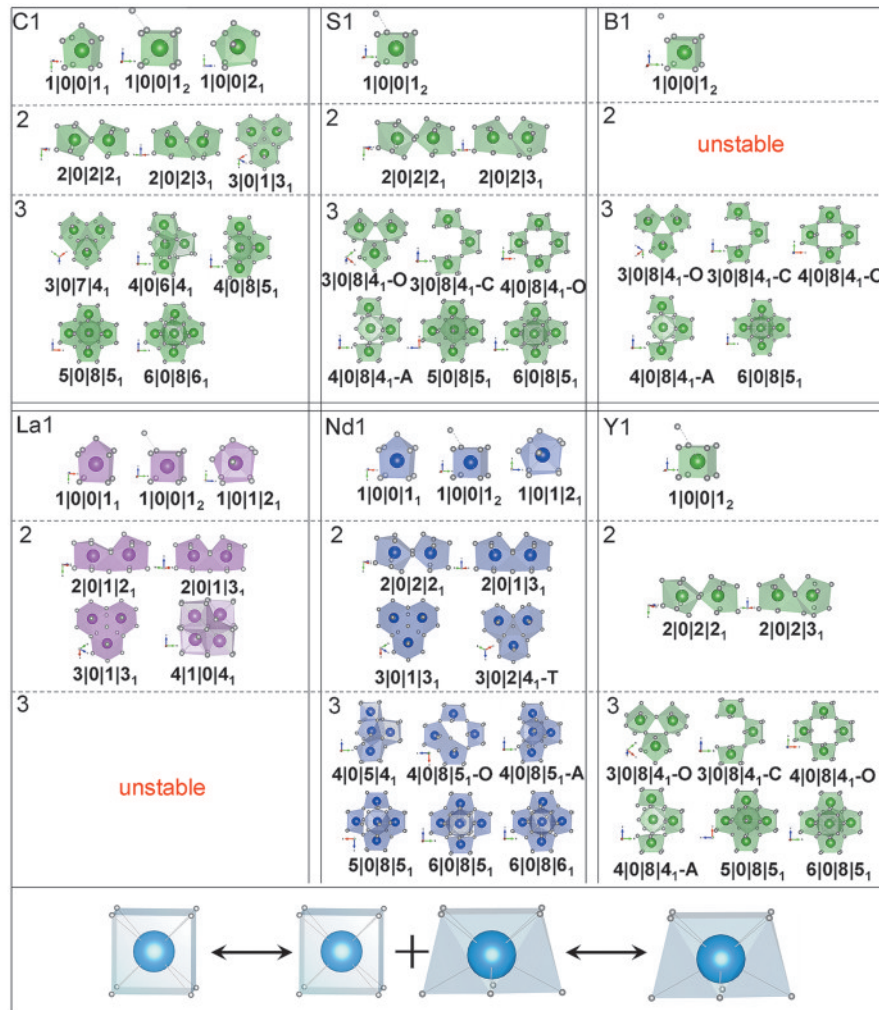 C1
1|0|0|1₁ 1|0|0|1₂ 1|0|0|2₁
2
2|0|2|2₁ 2|0|2|3₁ 3|0|1|3₁
3
3|0|7|4₁ 4|0|6|4₁ 4|0|8|5₁
5|0|8|5₁ 6|0|8|6₁
S1
1|0|0|1₂
2
2|0|2|2₁ 2|0|2|3₁
3
3|0|8|4₁-O 3|0|8|4₁-C 4|0|8|4₁-O
4|0|8|4₁-A 5|0|8|5₁ 6|0|8|5₁
B1
1|0|0|1₂
2
unstable
3
3|0|8|4₁-O 3|0|8|4₁-C 4|0|8|4₁-O
4|0|8|4₁-A 6|0|8|5₁
La1
1|0|0|1₁ 1|0|0|1₂ 1|0|1|2₁
2
2|0|1|2₁ 2|0|1|3₁
3|0|1|3₁ 4|1|0|4₁
3
unstable
Nd1
1|0|0|1₁ 1|0|0|1₂ 1|0|1|2₁
2
2|0|2|2₁ 2|0|1|3₁
3|0|1|3₁ 3|0|2|4₁-T
3
4|0|5|4₁ 4|0|8|5₁-O 4|0|8|5₁-A
5|0|8|5₁ 6|0|8|5₁ 6|0|8|6₁
Y1
1|0|0|1₂
2
2|0|2|2₁ 2|0|2|3₁
3
3|0|8|4₁-O 3|0|8|4₁-C 4|0|8|4₁-O
4|0|8|4₁-A 5|0|8|5₁ 6|0|8|5₁
+